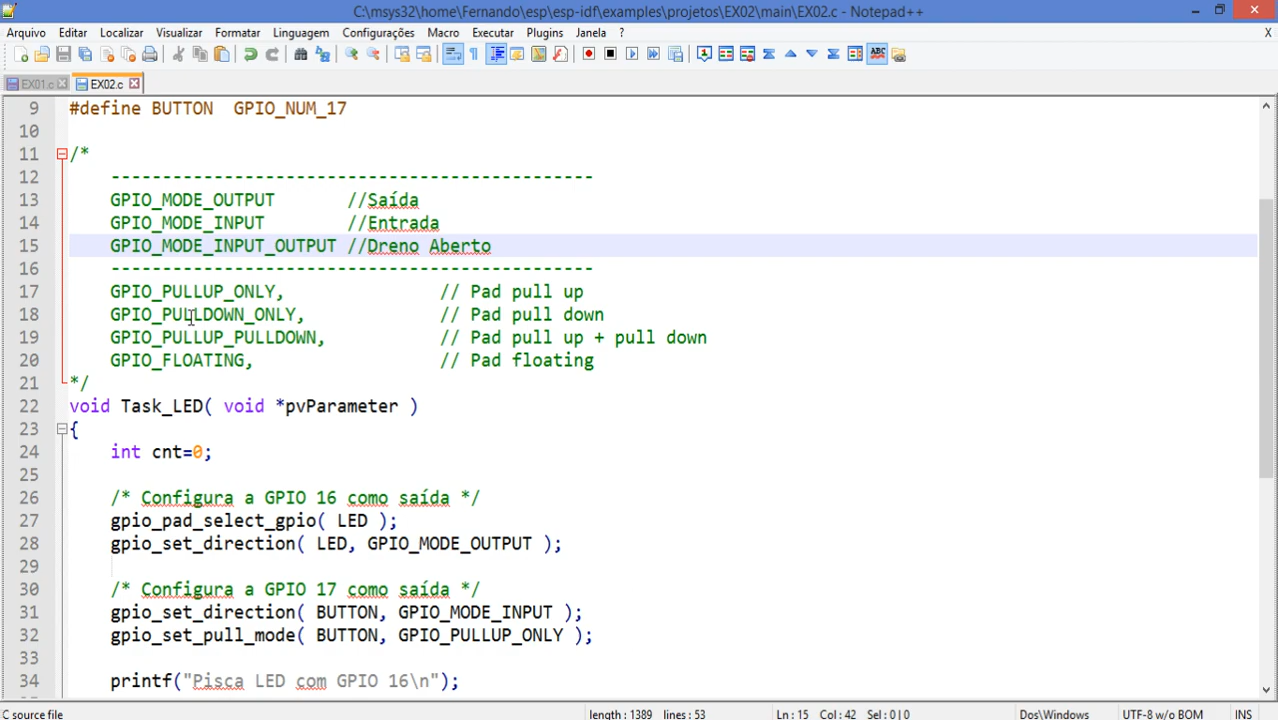 C:\msys32\home\Fernando\esp\esp-idf\examples\projetos\EX02\main\EX02.c - Notepad++
Arquivo Editar Localizar Visualizar Formatar Linguagem Configurações Macro Executar Plugins Janela ? X
EX01.c EX02.c
9 #define BUTTON  GPIO_NUM_17
10
11 /*
12 -----------------------------------------------
13 GPIO_MODE_OUTPUT       //Saída
14 GPIO_MODE_INPUT        //Entrada
15 GPIO_MODE_INPUT_OUTPUT //Dreno Aberto
16 -----------------------------------------------
17 GPIO_PULLUP_ONLY,               // Pad pull up
18 GPIO_PULLDOWN_ONLY,             // Pad pull down
19 GPIO_PULLUP_PULLDOWN,           // Pad pull up + pull down
20 GPIO_FLOATING,                  // Pad floating
21 */
22 void Task_LED( void *pvParameter )
23 {
24 int cnt=0;
25
26 /* Configura a GPIO 16 como saída */
27 gpio_pad_select_gpio( LED );
28 gpio_set_direction( LED, GPIO_MODE_OUTPUT );
29
30 /* Configura a GPIO 17 como saída */
31 gpio_set_direction( BUTTON, GPIO_MODE_INPUT );
32 gpio_set_pull_mode( BUTTON, GPIO_PULLUP_ONLY );
33
34 printf("Pisca LED com GPIO 16\n");
C source file length : 1389 lines : 53 Ln : 15 Col : 42 Sel : 0 | 0 Dos\Windows UTF-8 w/o BOM INS